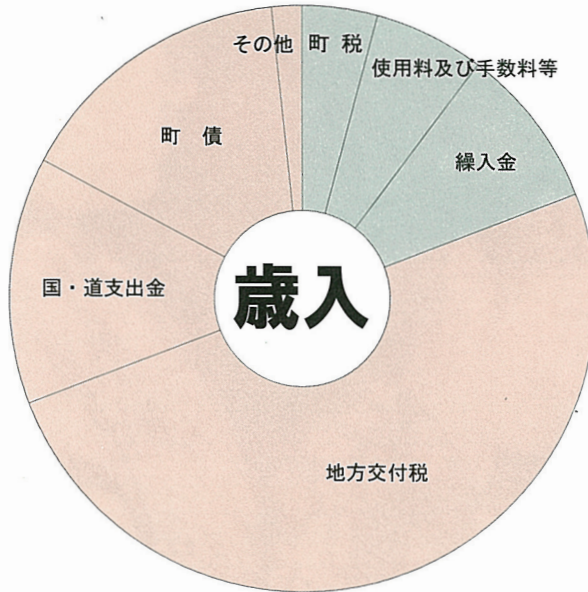 その他
町 税
使用料及び手数料等
町 債
繰入金
国・道支出金
歳入
地方交付税